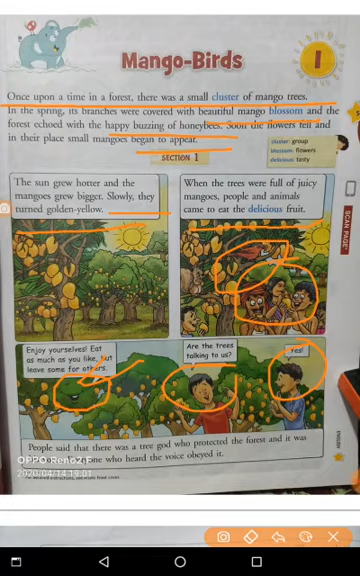 Mango-Birds
1
Once upon a time in a forest, there was a small cluster of mango trees.
In the spring, its branches were covered with beautiful mango blossom and the
forest echoed with the happy buzzing of honeybees. Soon the flowers fell and
in their place small mangoes began to appear.
cluster: group
blossom: flowers
delicious: tasty
SECTION 1
The sun grew hotter and the
mangoes grew bigger. Slowly, they
turned golden-yellow.
When the trees were full of juicy
mangoes, people and animals
came to eat the delicious fruit.
SCAN PAGE
Enjoy yourselves! Eat
as much as you like, but
leave some for others.
Are the trees
talking to us?
Yes!
People said that there was a tree god who protected the forest and it was
one who heard the voice obeyed it.
OPPO Reno2 F
2020/04/14 19:01
ENGLISH